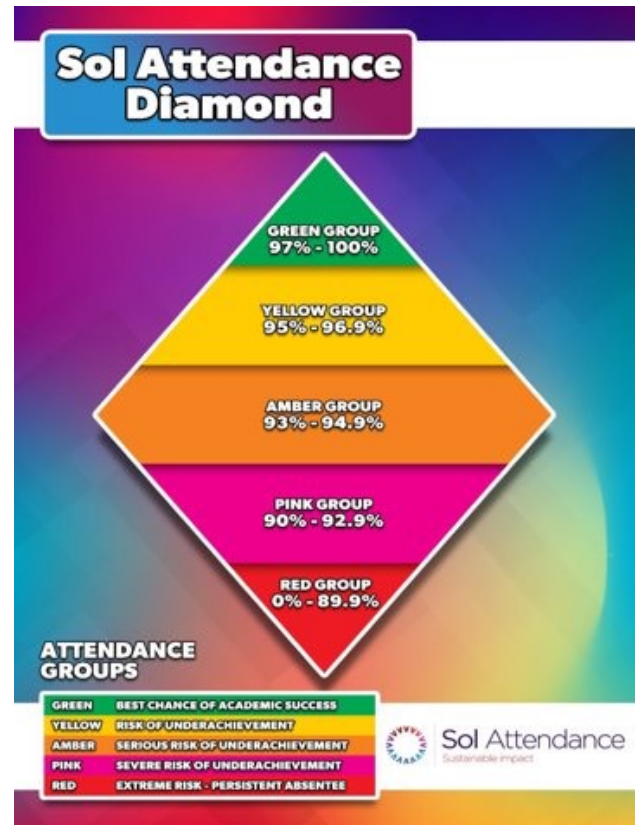 Sol Attendance
Diamond
GREEN GROUP
97% - 100%
YELLOW GROUP
95% - 96.9%
AMBER GROUP
93% - 94.9%
PINK GROUP
90% - 92.9%
RED GROUP
0% - 89.9%
ATTENDANCE
GROUPS
GREEN BEST CHANCE OF ACADEMIC SUCCESS
YELLOW RISK OF UNDERACHIEVEMENT
AMBER SERIOUS RISK OF UNDERACHIEVEMENT
PINK SEVERE RISK OF UNDERACHIEVEMENT
RED EXTREME RISK - PERSISTENT ABSENTEE
Sol Attendance
Sustainable impact